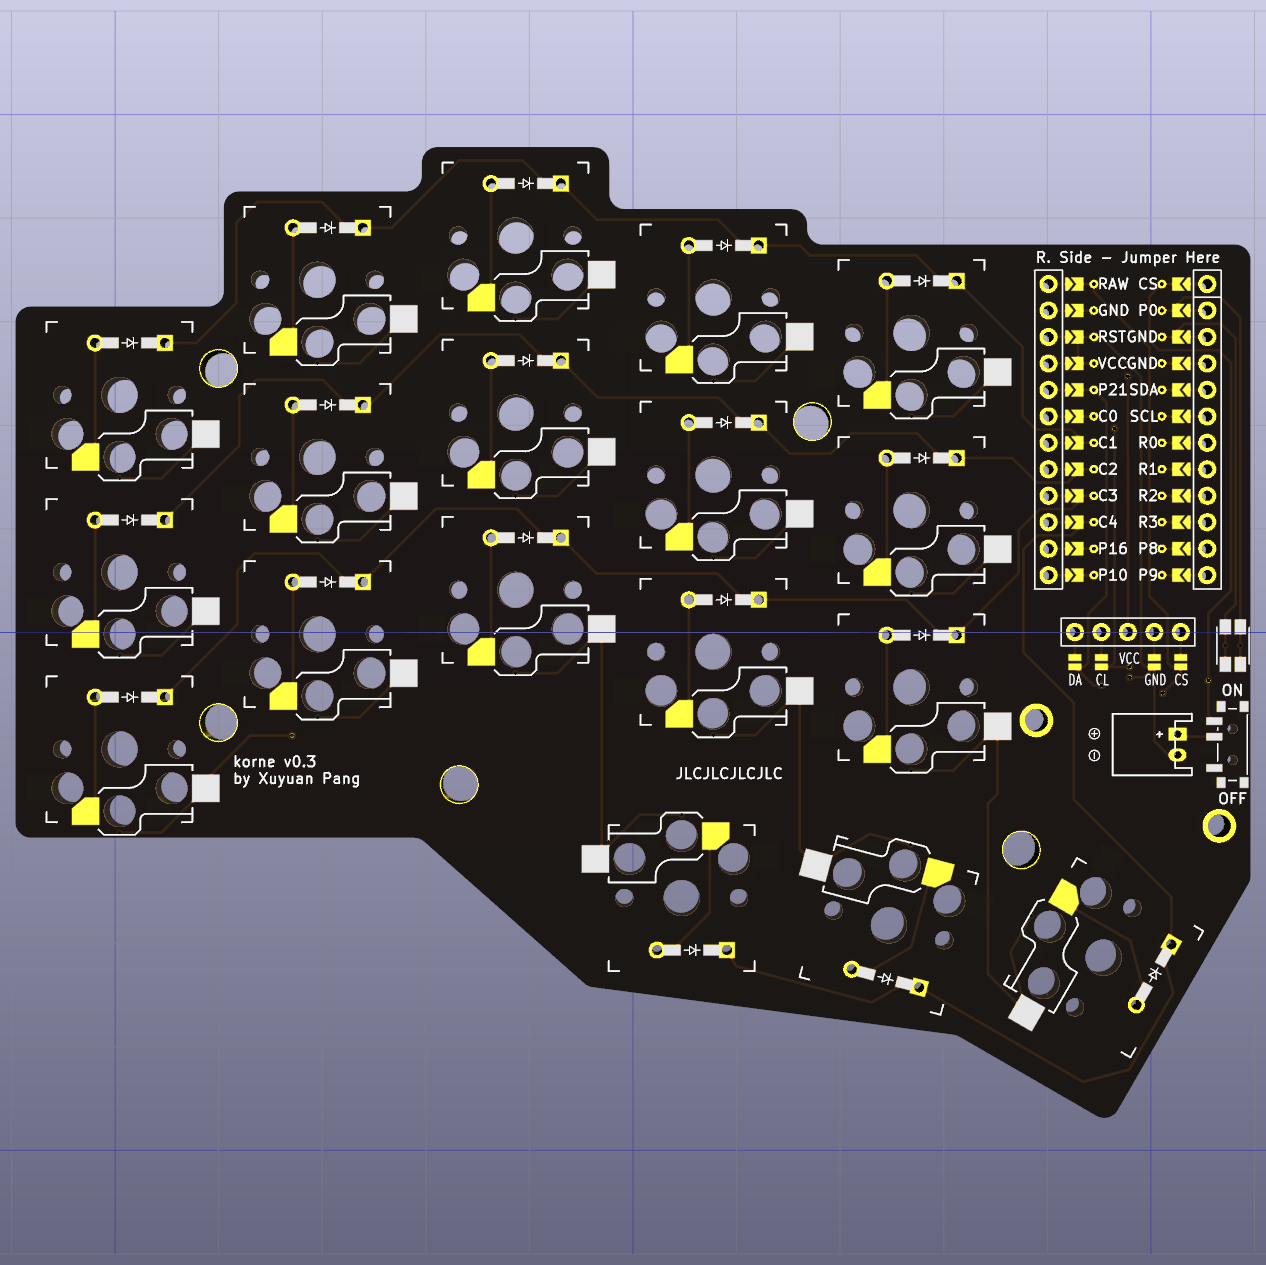 R. Side – Jumper Here
RAW CS
GND P0
RST GND
VCC GND
P21 SDA
C0 SCL
C1 R0
C2 R1
C3 R2
C4 R3
P16 P8
P10 P9
VCC
DA CL GND CS
ON
+
OFF
korne v0.3
by Xuyuan Pang
JLCJLCJLCJLC